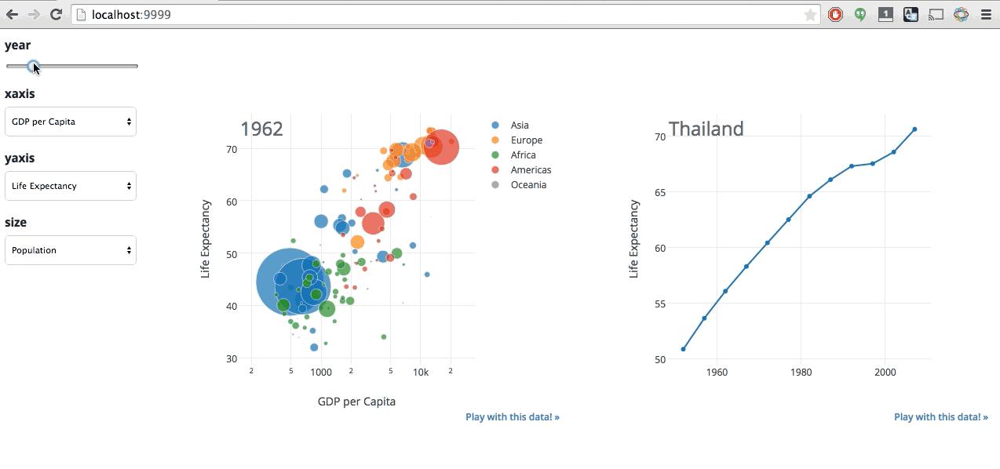 localhost:9999
1
A
year
xaxis
GDP per Capita
yaxis
Life Expectancy
size
Population
1962
70
60
50
40
30
Life Expectancy
2
5
1000
2
5
10k
2
GDP per Capita
Asia
Europe
Africa
Americas
Oceania
Play with this data! »
Thailand
70
65
60
55
50
Life Expectancy
1960
1980
2000
Play with this data! »